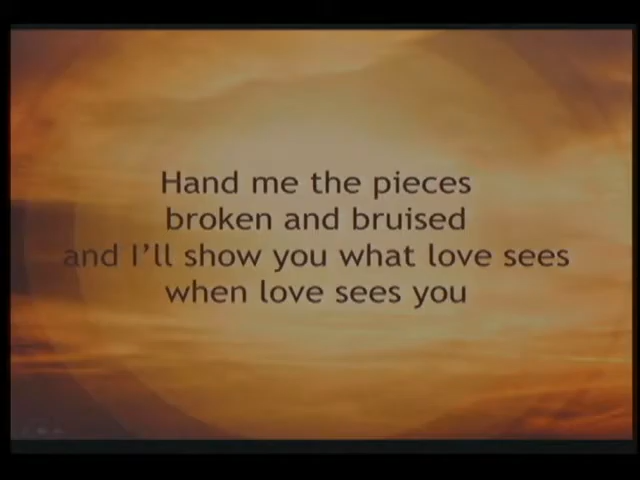 Hand me the pieces
broken and bruised
and I'll show you what love sees
when love sees you